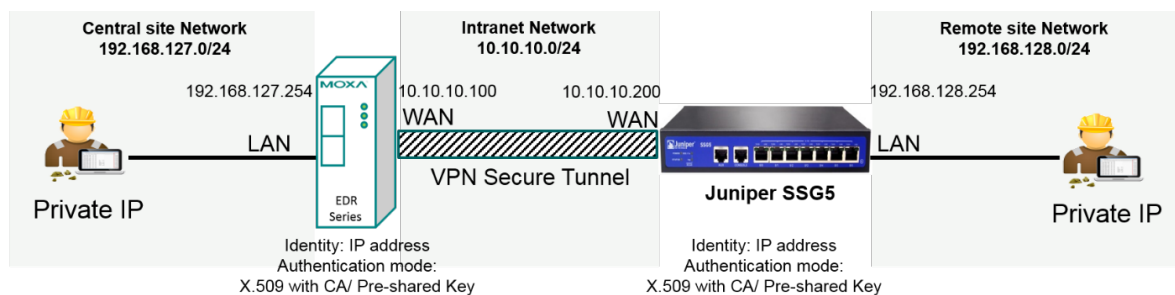 Central site Network
192.168.127.0/24
Intranet Network
10.10.10.0/24
Remote site Network
192.168.128.0/24
192.168.127.254
MOXA
10.10.10.100
10.10.10.200
192.168.128.254
WAN
WAN
LAN
LAN
Juniper
SSG5
VPN Secure Tunnel
EDR
Series
Juniper SSG5
Private IP
Private IP
Identity: IP address
Authentication mode:
X.509 with CA/ Pre-shared Key
Identity: IP address
Authentication mode:
X.509 with CA/ Pre-shared Key